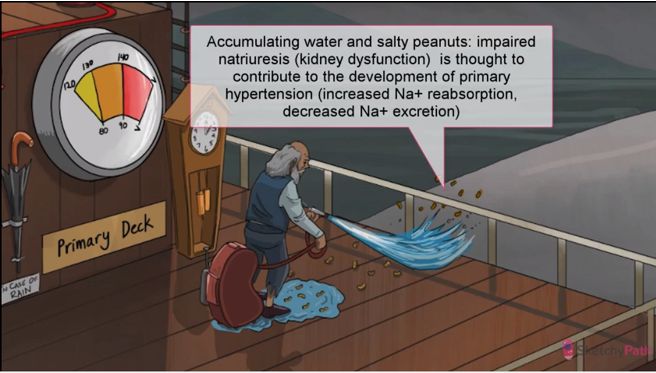 Accumulating water and salty peanuts: impaired
natriuresis (kidney dysfunction) is thought to
contribute to the development of primary
hypertension (increased Na+ reabsorption,
decreased Na+ excretion)
120
130
140
80
90
Primary Deck
IN CASE OF
RAIN
SketchyPath